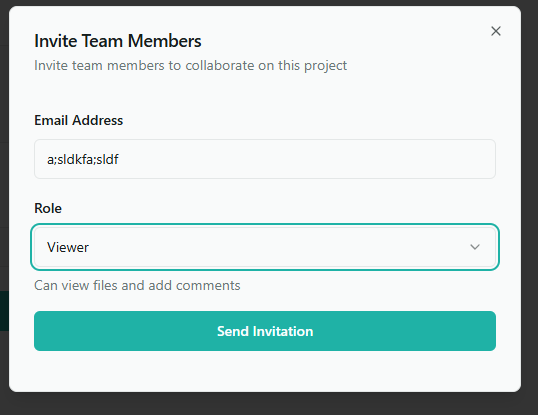 Invite Team Members
Invite team members to collaborate on this project
Email Address
a;sldkfa;sldf
Role
Viewer
Can view files and add comments
Send Invitation